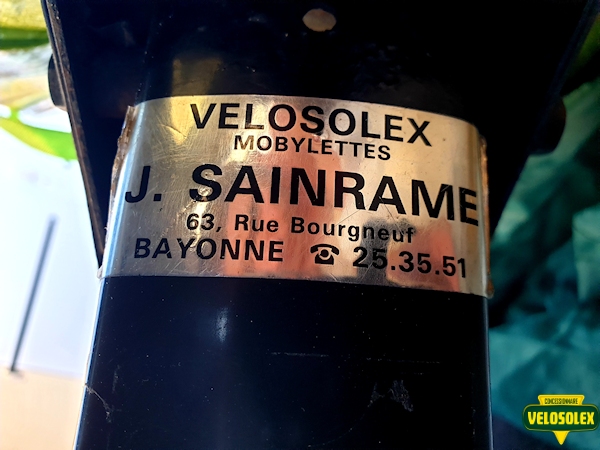 VELOSOLEX
MOBYLETTES
J. SAINRAME
63, Rue Bourgneuf
BAYONNE ☎ 25.35.51
CONCESSIONNAIRE
VELOSOLEX